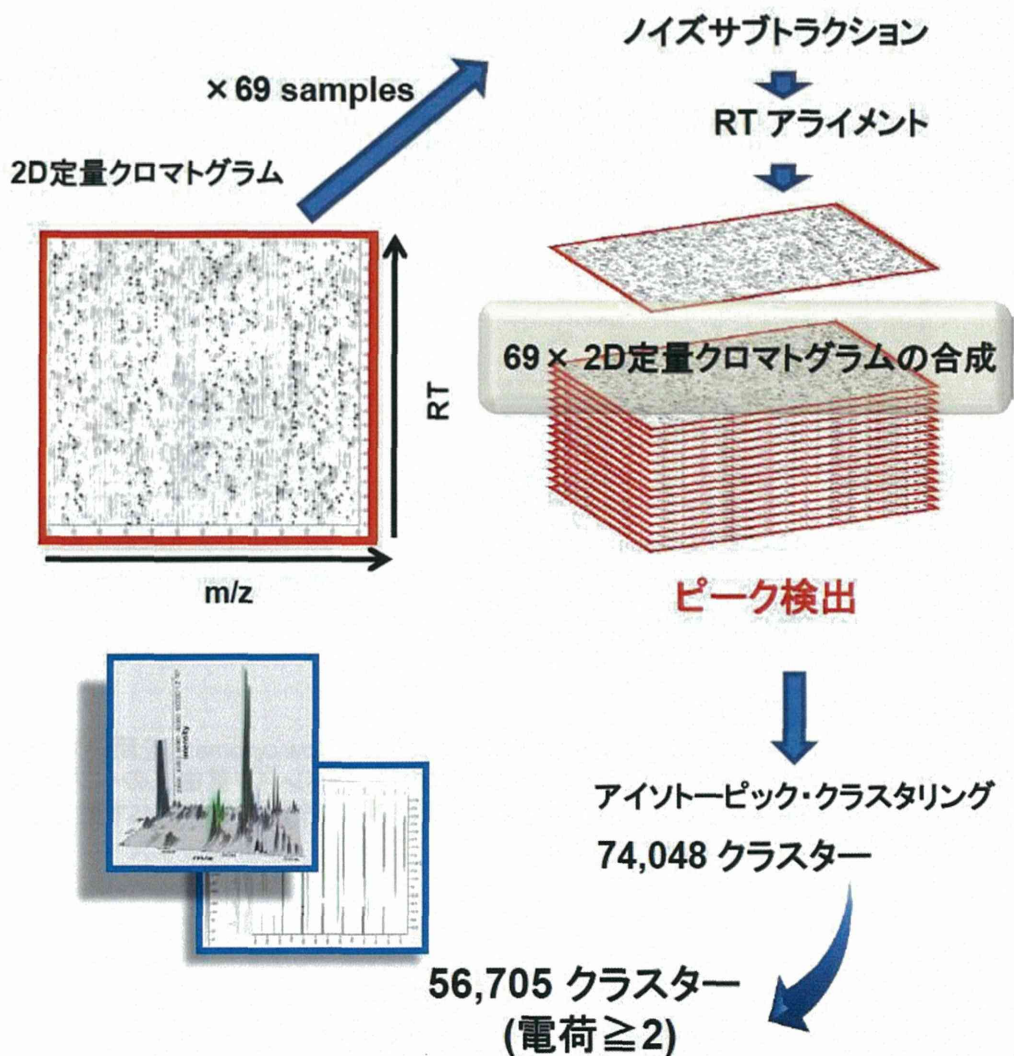 ノイズサブトラクション
× 69 samples
RT アライメント
2D定量クロマトグラム
69 × 2D定量クロマトグラムの合成
RT
m/z
ピーク検出
アイソトーピック・クラスタリング
74,048 クラスター
56,705 クラスター
(電荷≧2)